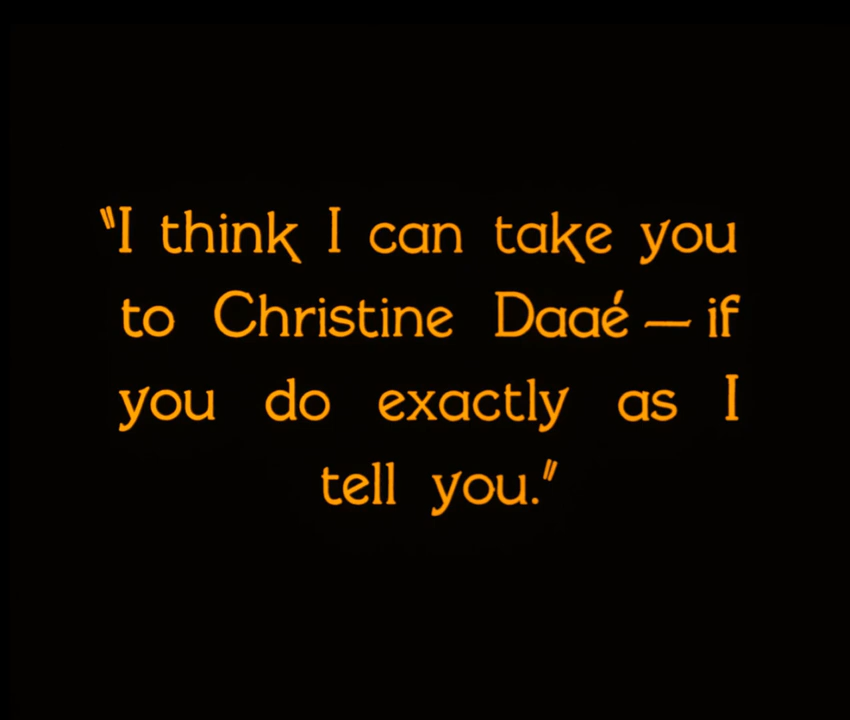 "I think I can take you
to Christine Daaé — if
you do exactly as I
tell you."